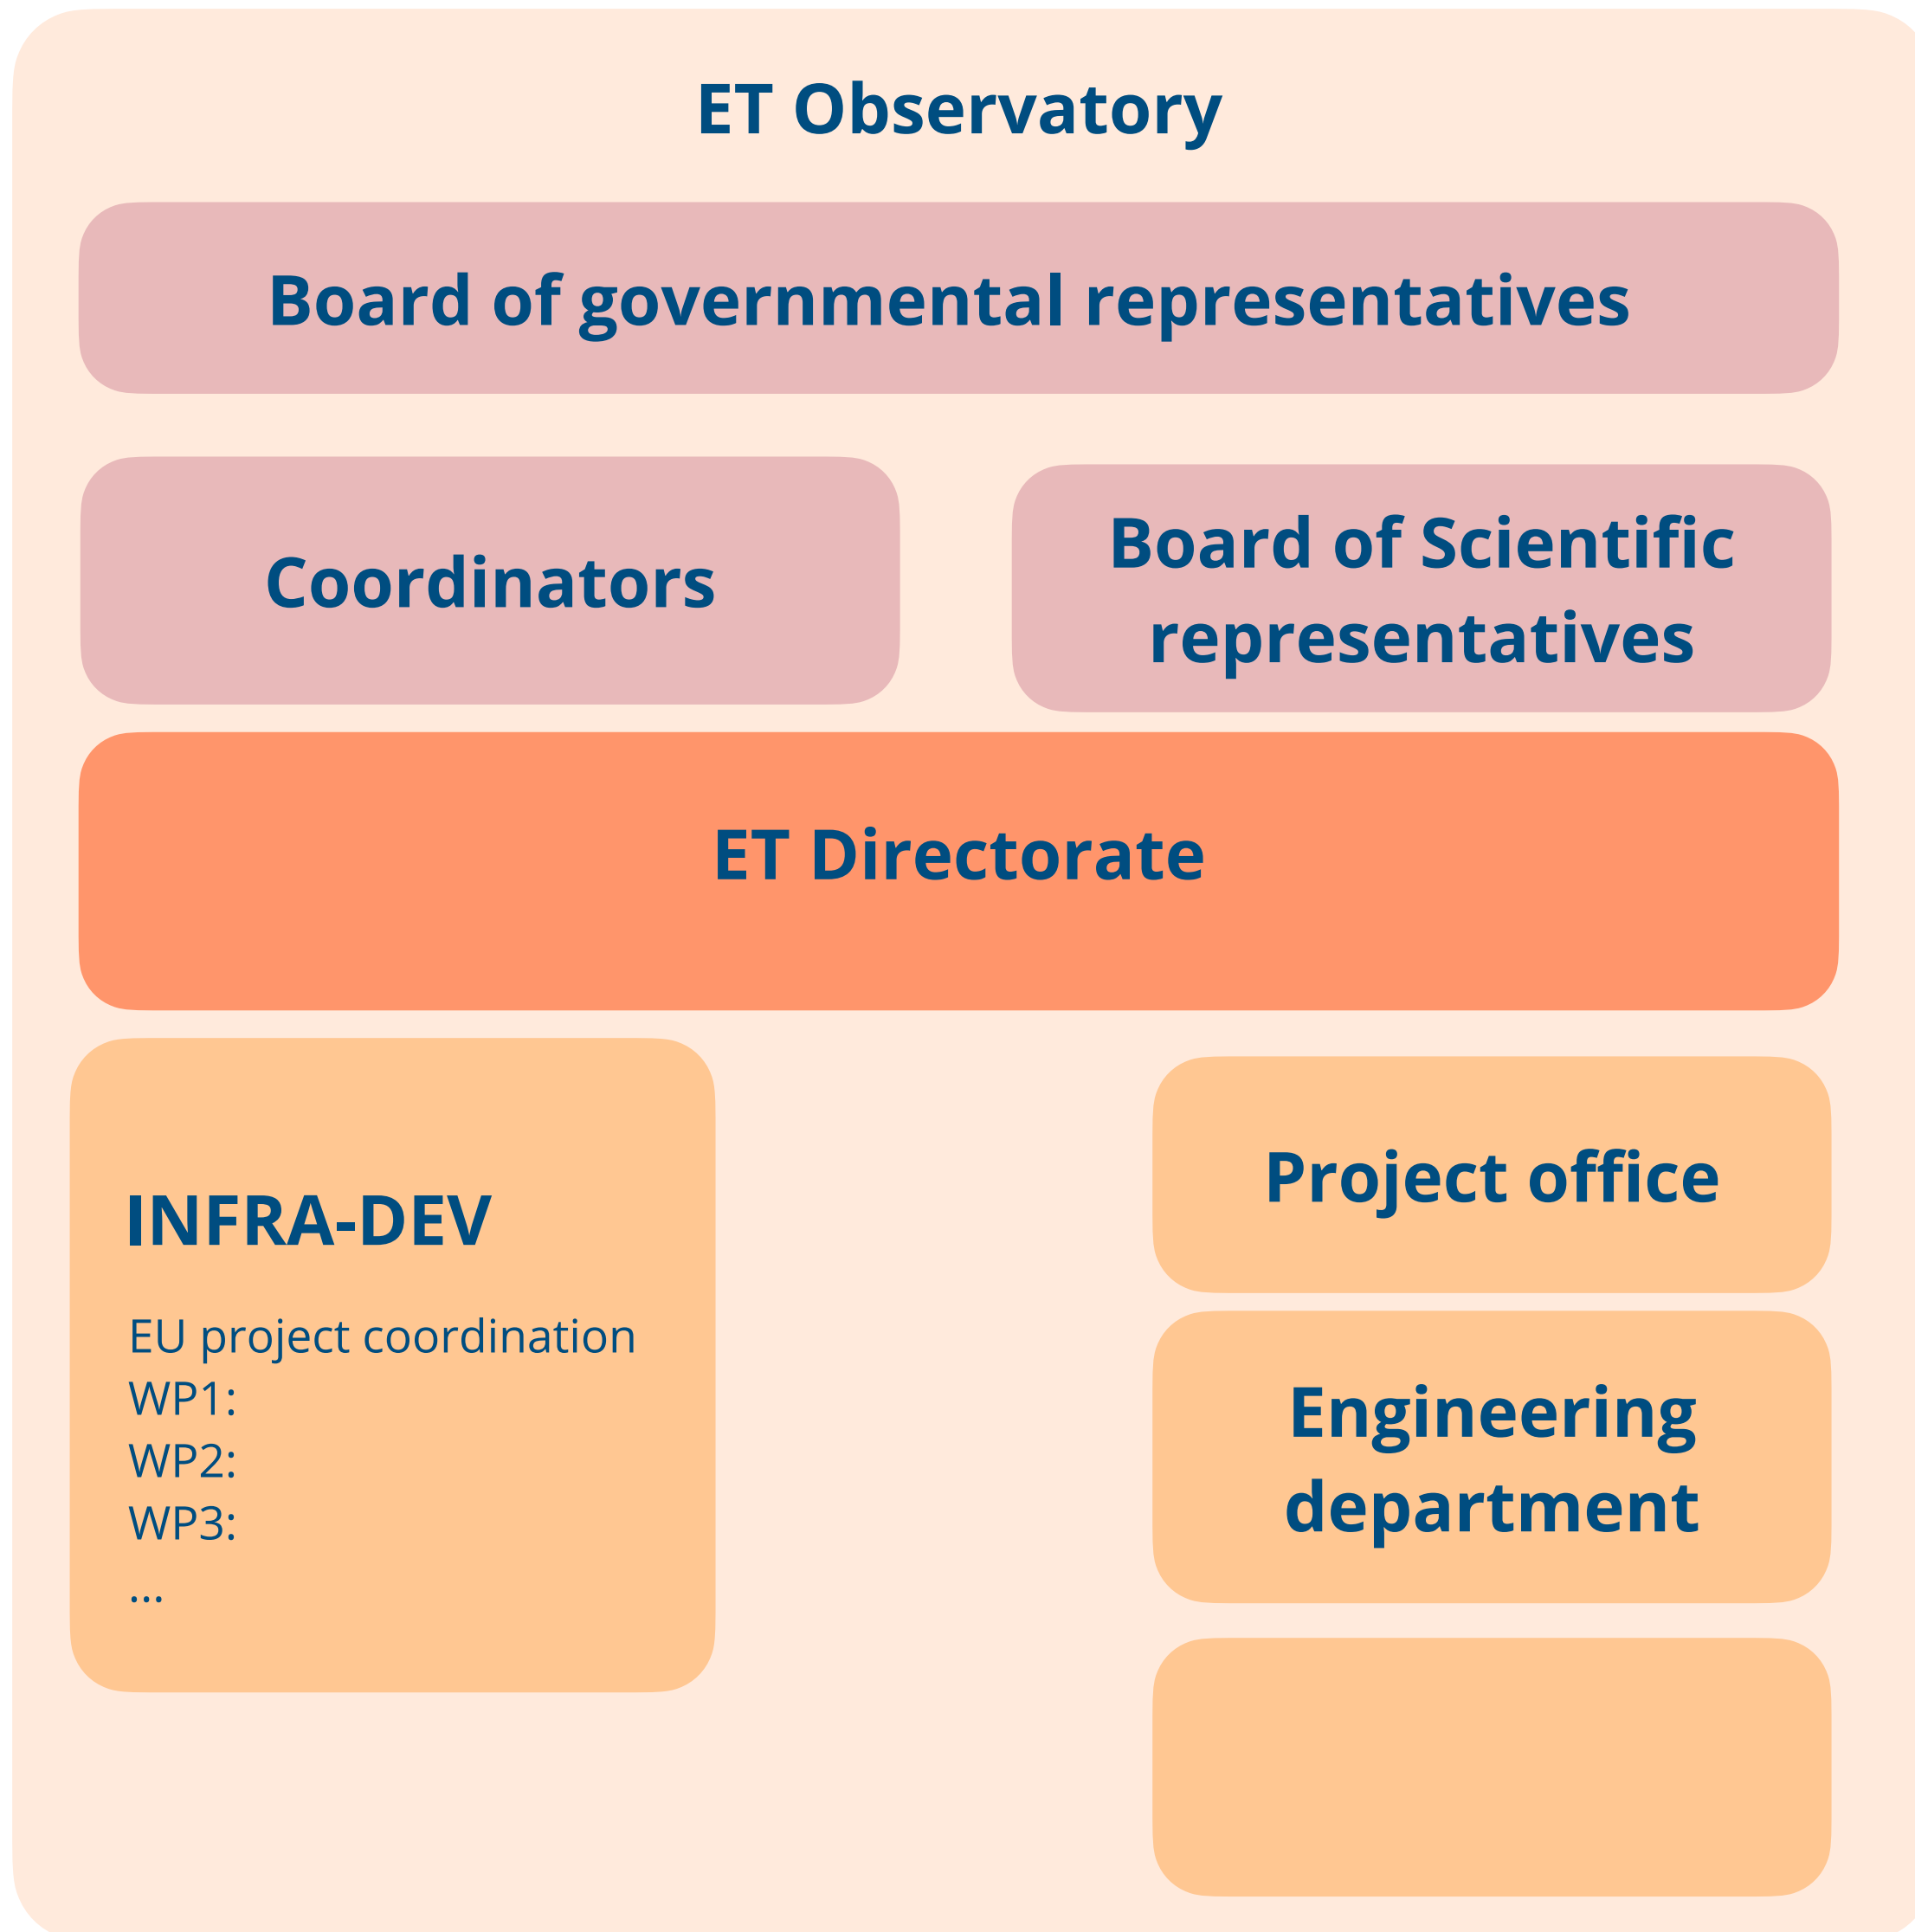 ET Observatory
Board of governmental representatives
Coordinators
Board of Scientific
representatives
ET Directorate
INFRA-DEV
EU project coordination
WP1:
WP2:
WP3:
...
Project office
Engineering
department